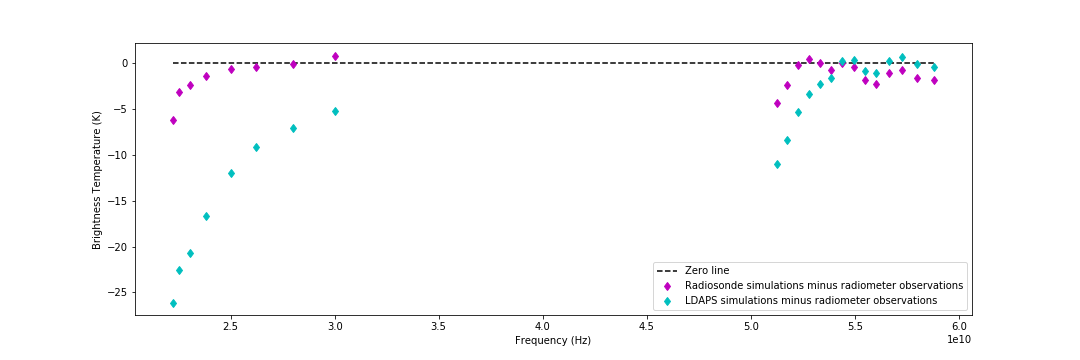 0
−5
−10
−15
−20
−25
Brightness Temperature (K)
Zero line
Radiosonde simulations minus radiometer observations
LDAPS simulations minus radiometer observations
2.5 3.0 3.5 4.0 4.5 5.0 5.5 6.0
1e10
Frequency (Hz)